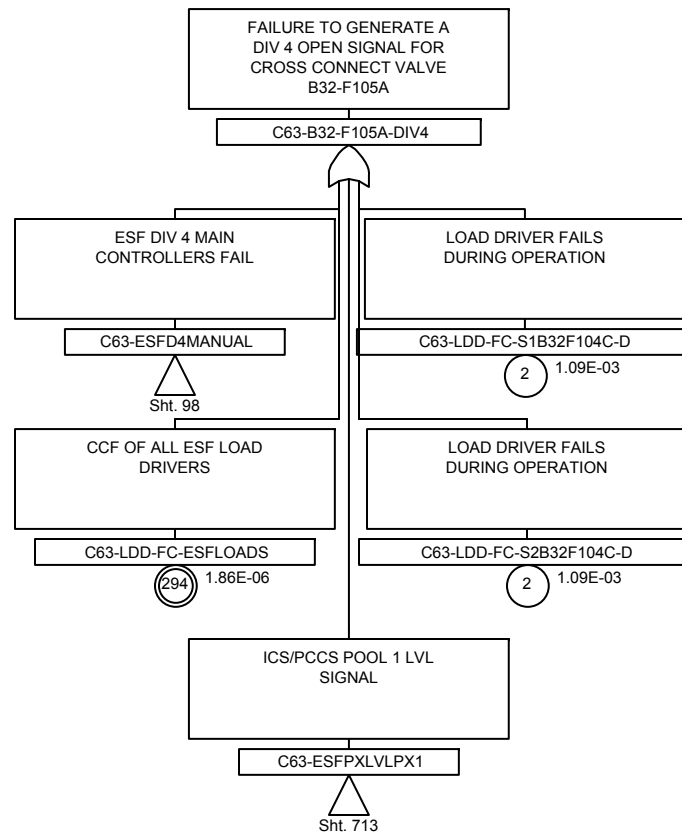 FAILURE TO GENERATE A
DIV 4 OPEN SIGNAL FOR
CROSS CONNECT VALVE
B32-F105A
C63-B32-F105A-DIV4
ESF DIV 4 MAIN
CONTROLLERS FAIL
C63-ESFD4MANUAL
Sht. 98
LOAD DRIVER FAILS
DURING OPERATION
C63-LDD-FC-S1B32F104C-D
2
1.09E-03
CCF OF ALL ESF LOAD
DRIVERS
C63-LDD-FC-ESFLOADS
294
1.86E-06
LOAD DRIVER FAILS
DURING OPERATION
C63-LDD-FC-S2B32F104C-D
2
1.09E-03
ICS/PCCS POOL 1 LVL
SIGNAL
C63-ESFPXLVLPX1
Sht. 713